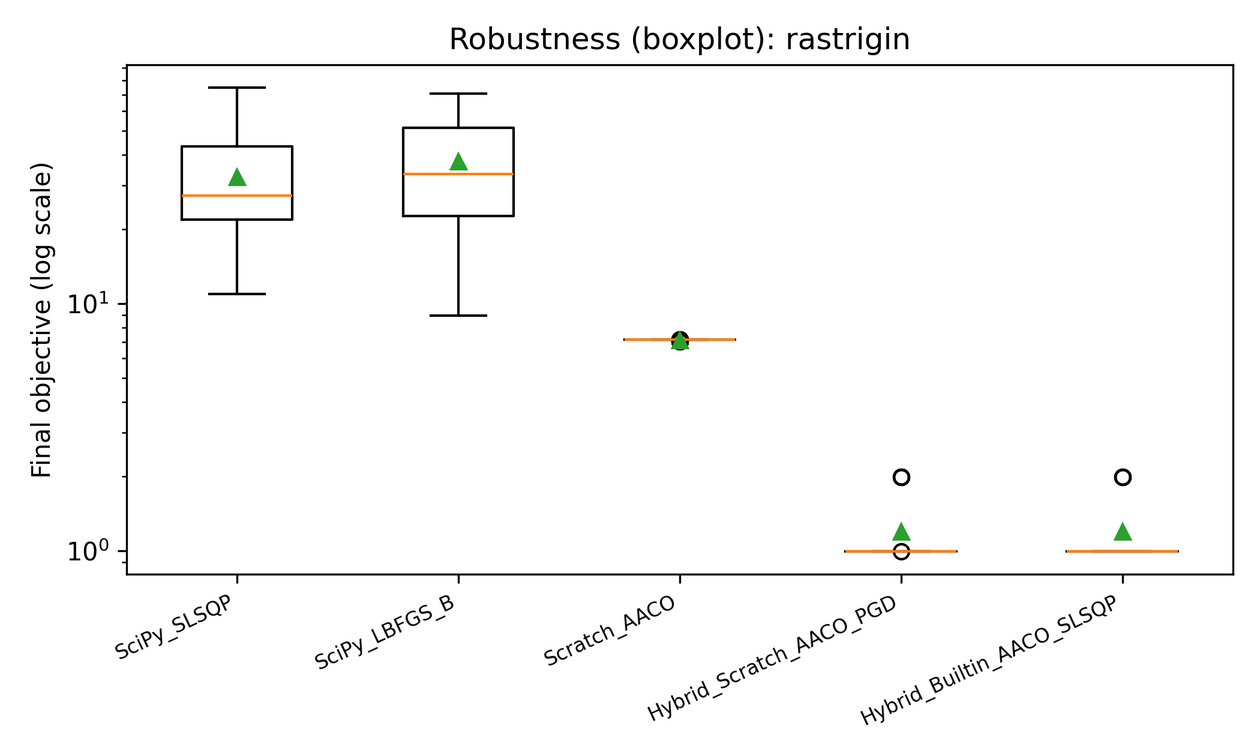 Robustness (boxplot): rastrigin
Final objective (log scale)
10¹
10⁰
SciPy_SLSQP
SciPy_LBFGS_B
Scratch_AACO
Hybrid_Scratch_AACO_PGD
Hybrid_Builtin_AACO_SLSQP